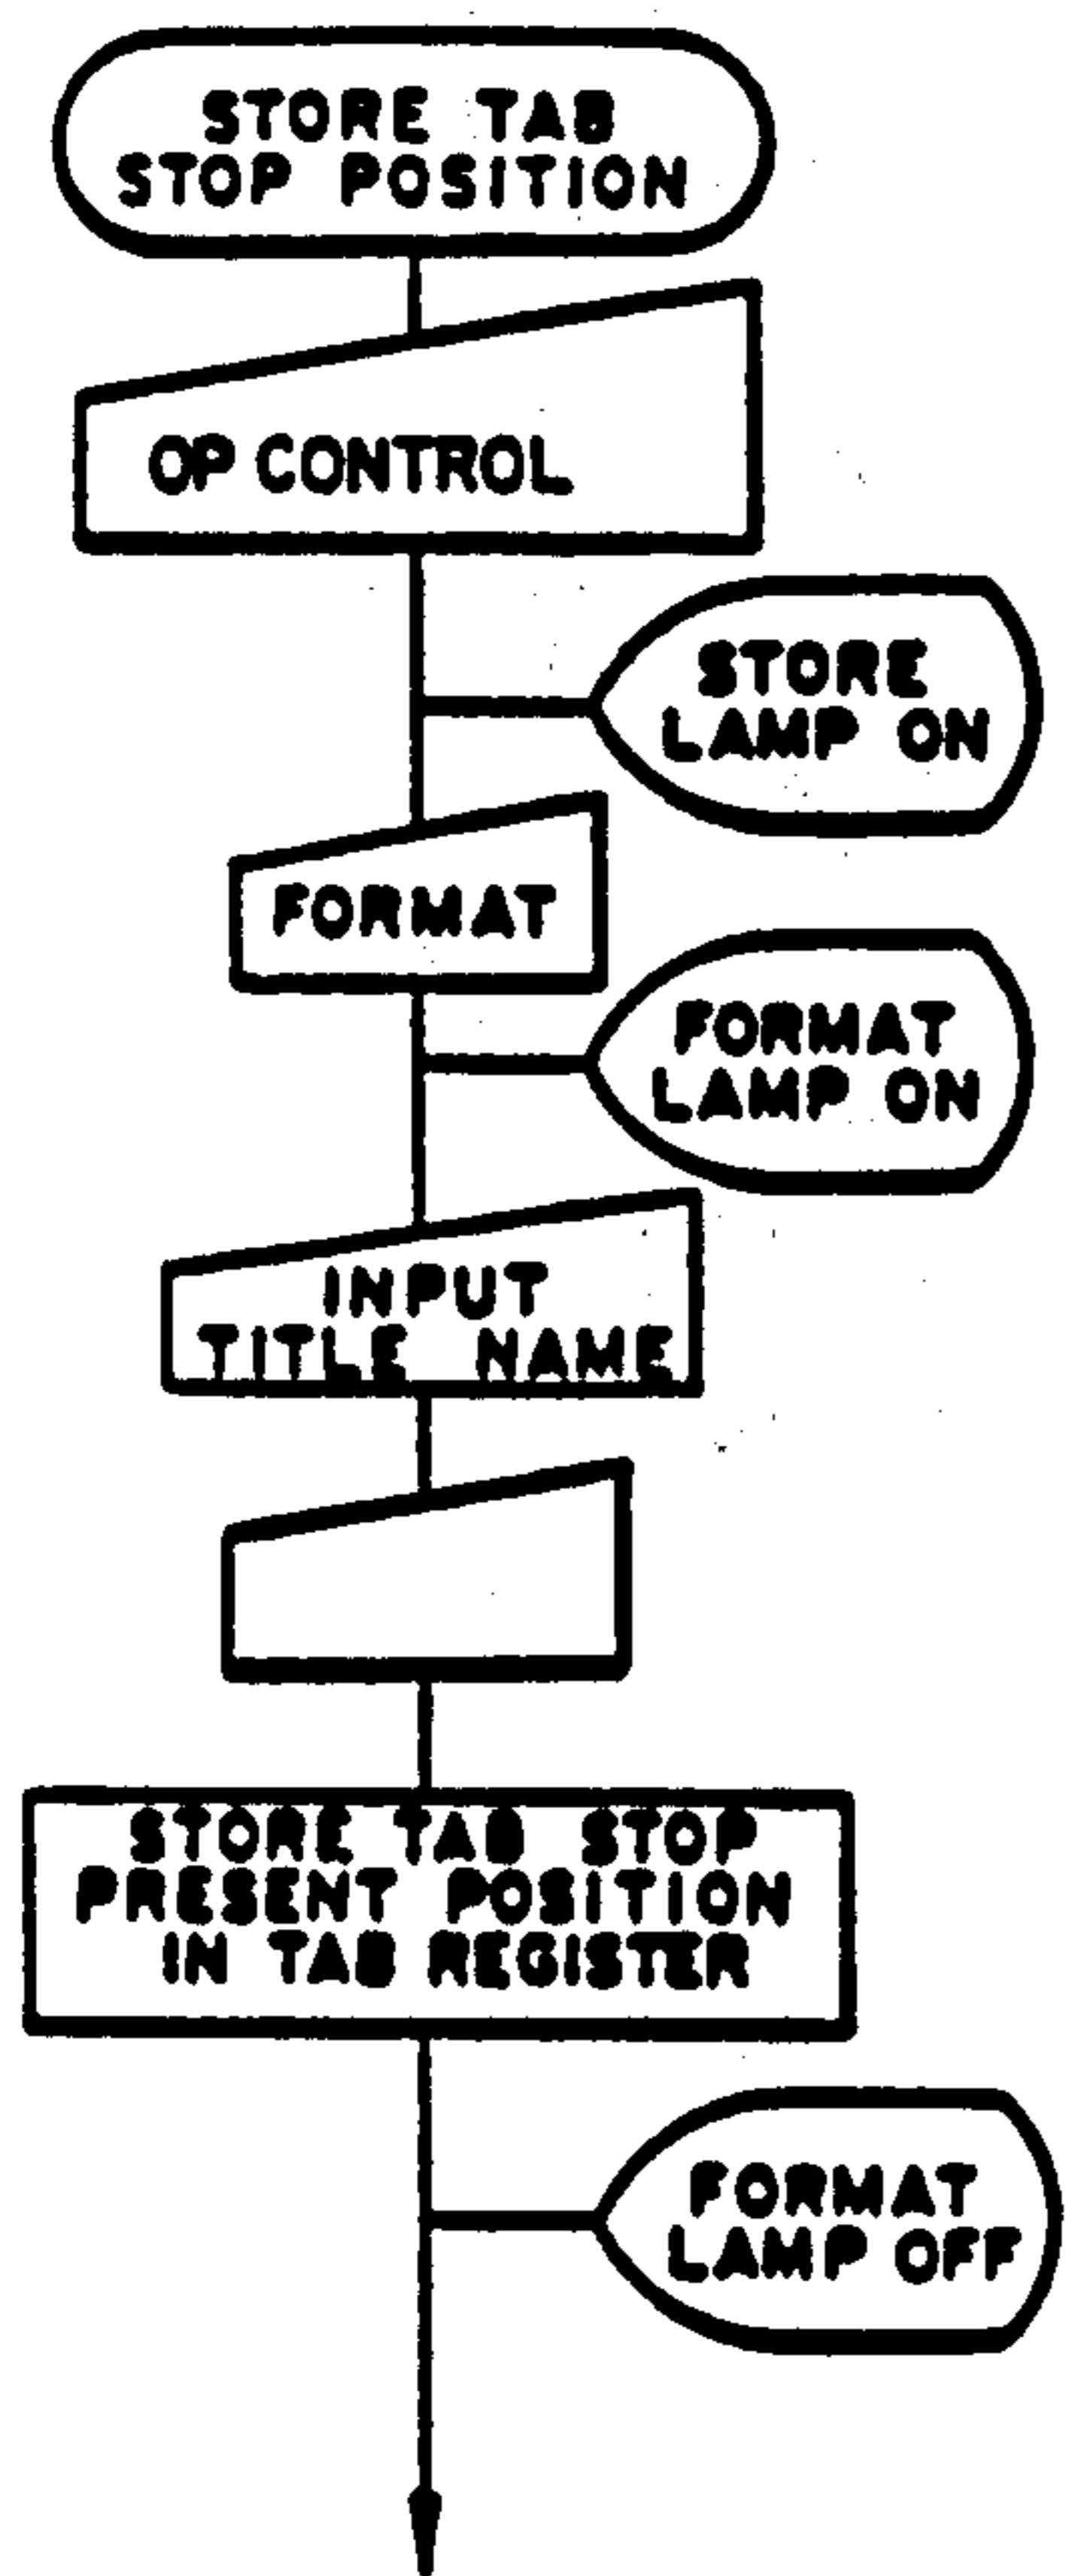 STORE TAB
STOP POSITION
OP CONTROL
STORE
LAMP ON
FORMAT
FORMAT
LAMP ON
INPUT
TITLE NAME
STORE TAB STOP
PRESENT POSITION
IN TAB REGISTER
FORMAT
LAMP OFF